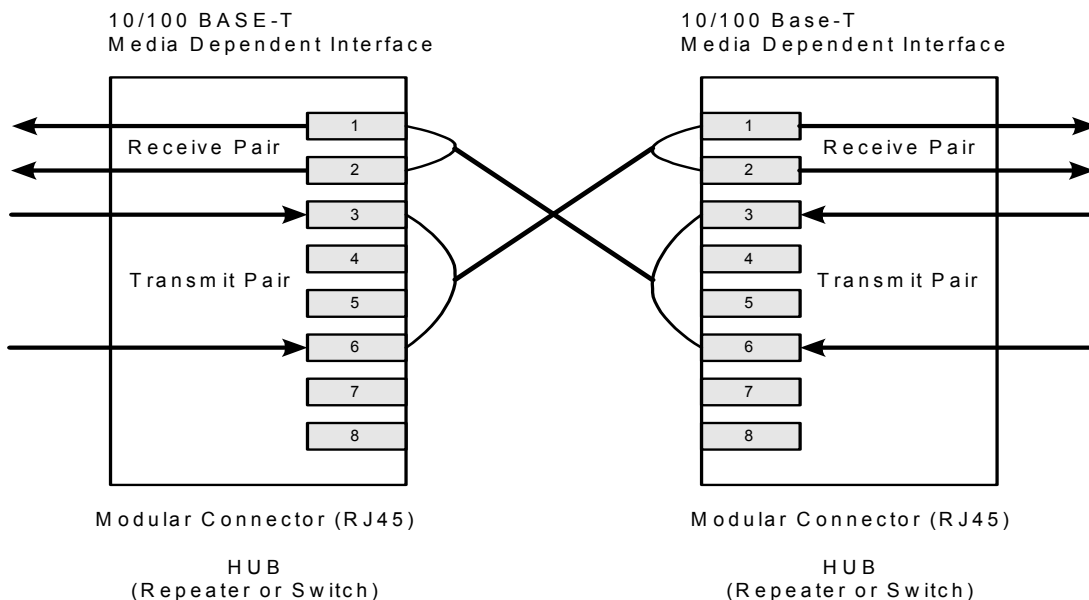 10/100 BASE-T
Media Dependent Interface
10/100 Base-T
Media Dependent Interface
1
Receive Pair
2
3
4
Transmit Pair
5
6
7
8
1
Receive Pair
2
3
4
Transmit Pair
5
6
7
8
Modular Connector (RJ45)
HUB
(Repeater or Switch)
Modular Connector (RJ45)
HUB
(Repeater or Switch)